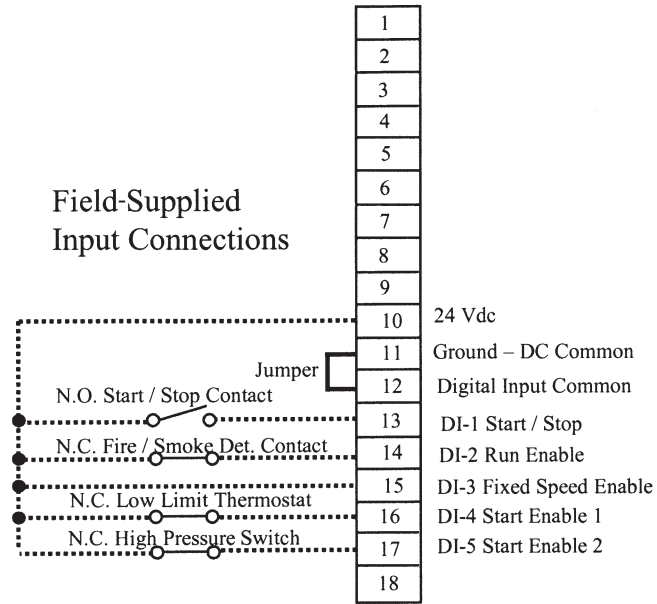 1
2
3
4
5
6
Field-Supplied
Input Connections
7
8
9
10 24 Vdc
11 Ground – DC Common
Jumper
12 Digital Input Common
N.O. Start / Stop Contact
13 DI-1 Start / Stop
N.C. Fire / Smoke Det. Contact
14 DI-2 Run Enable
15 DI-3 Fixed Speed Enable
N.C. Low Limit Thermostat
16 DI-4 Start Enable 1
N.C. High Pressure Switch
17 DI-5 Start Enable 2
18